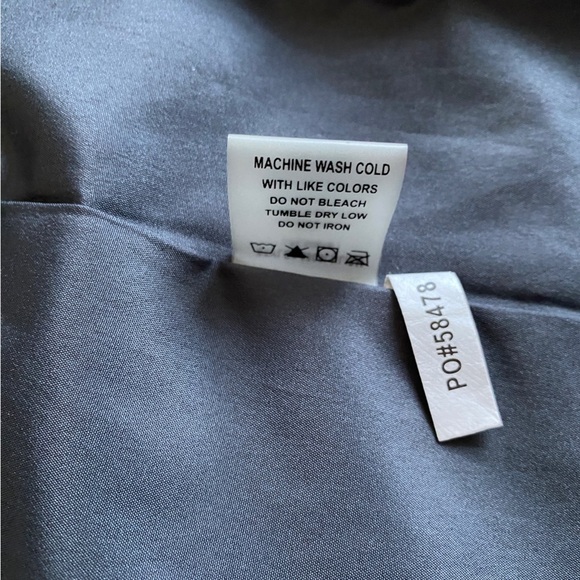 MACHINE WASH COLD
WITH LIKE COLORS
DO NOT BLEACH
TUMBLE DRY LOW
DO NOT IRON
PO#58478